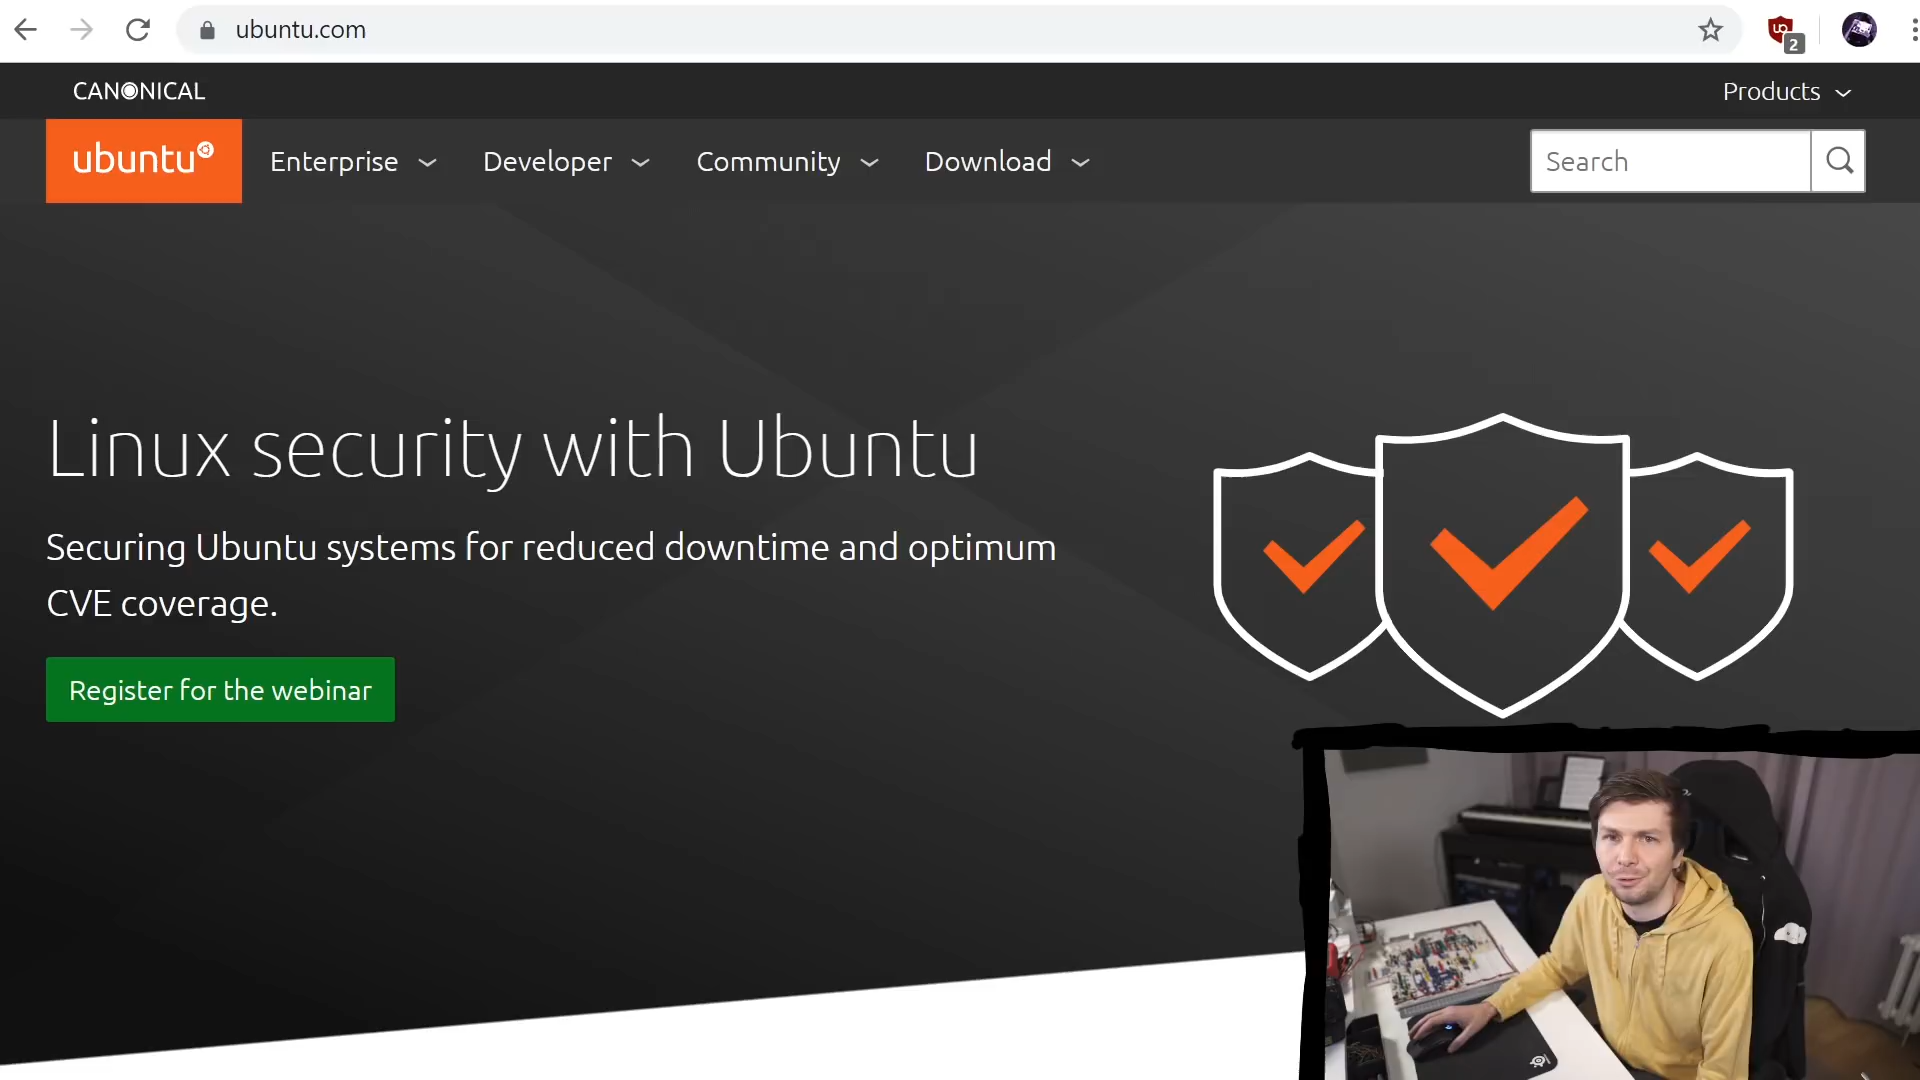 ubuntu.com
2
CANONICAL
Products
ubuntu
Enterprise
Developer
Community
Download
Search
Linux security with Ubuntu
Securing Ubuntu systems for reduced downtime and optimum
CVE coverage.
Register for the webinar